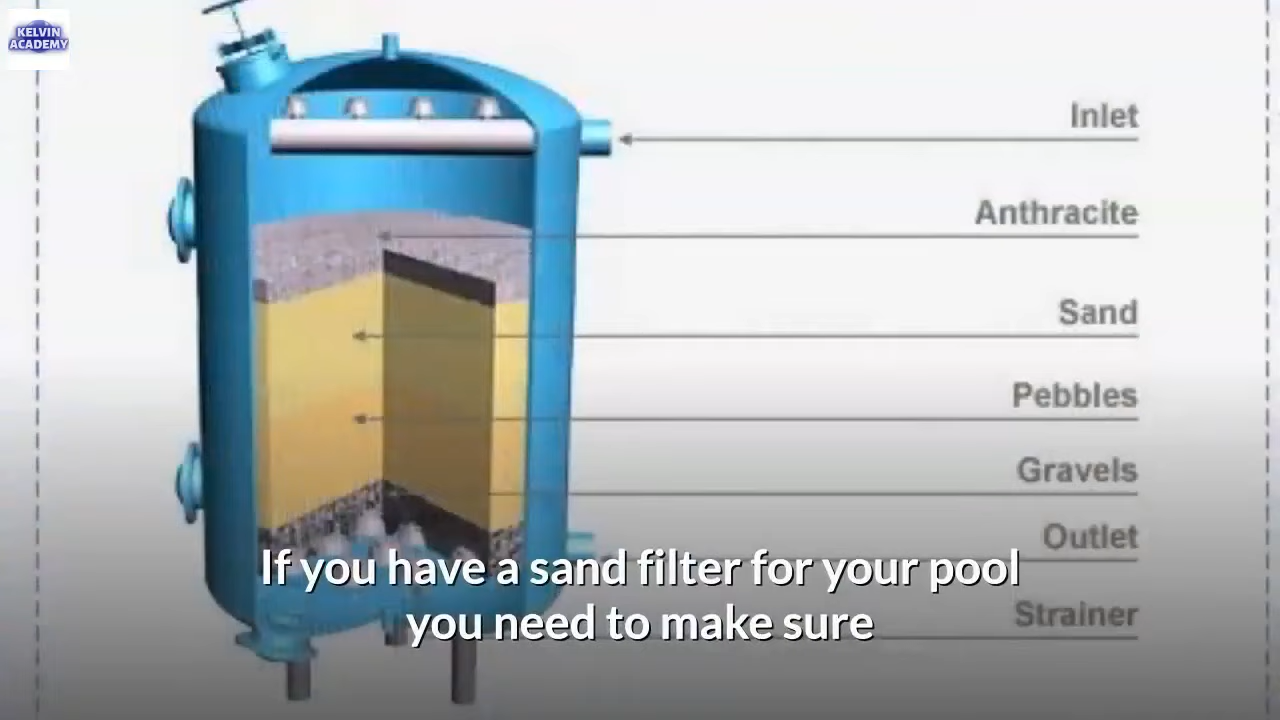 KELVIN
ACADEMY
Inlet
Anthracite
Sand
Pebbles
Gravels
Outlet
Strainer
If you have a sand filter for your pool
you need to make sure